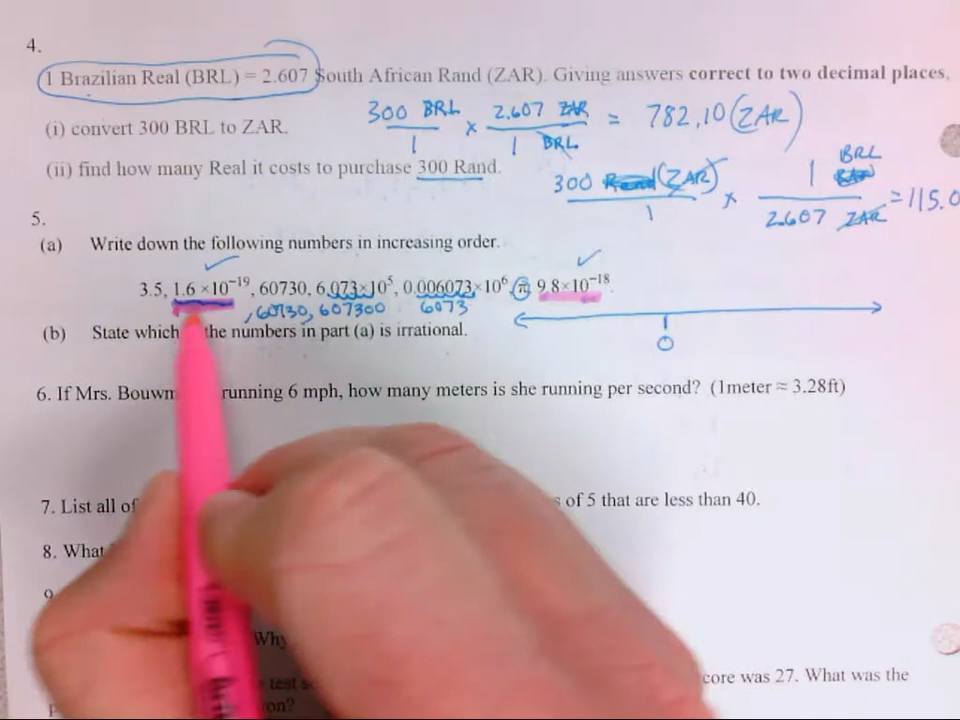 4.
1 Brazilian Real (BRL) = 2.607 South African Rand (ZAR). Giving answers correct to two decimal places,
(i) convert 300 BRL to ZAR.
300 BRL / 1 × 2.607 ZAR / 1 BRL = 782.10 (ZAR)
(ii) find how many Real it costs to purchase 300 Rand.
300 (ZAR) / 1 × 1 BRL / 2.607 ZAR = 115.0
5.
(a) Write down the following numbers in increasing order.
3.5, 1.6 ×10⁻¹⁹, 60730, 6.073×10⁵, 0.006073×10⁶, π, 9.8×10⁻¹⁸.
, 60730, 607300 6073
(b) State which the numbers in part (a) is irrational.
0
6. If Mrs. running 6 mph, how many meters is she running per second? (1meter ≈ 3.28ft)
7. List all of 5 that are less than 40.
8. What
9
Why
test core was 27. What was the